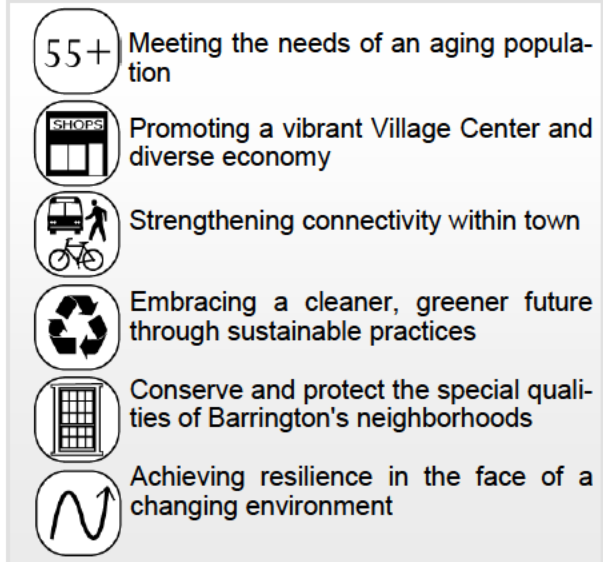 55+
Meeting the needs of an aging popula-
tion
SHOPS
Promoting a vibrant Village Center and
diverse economy
Strengthening connectivity within town
Embracing a cleaner, greener future
through sustainable practices
Conserve and protect the special quali-
ties of Barrington's neighborhoods
Achieving resilience in the face of a
changing environment